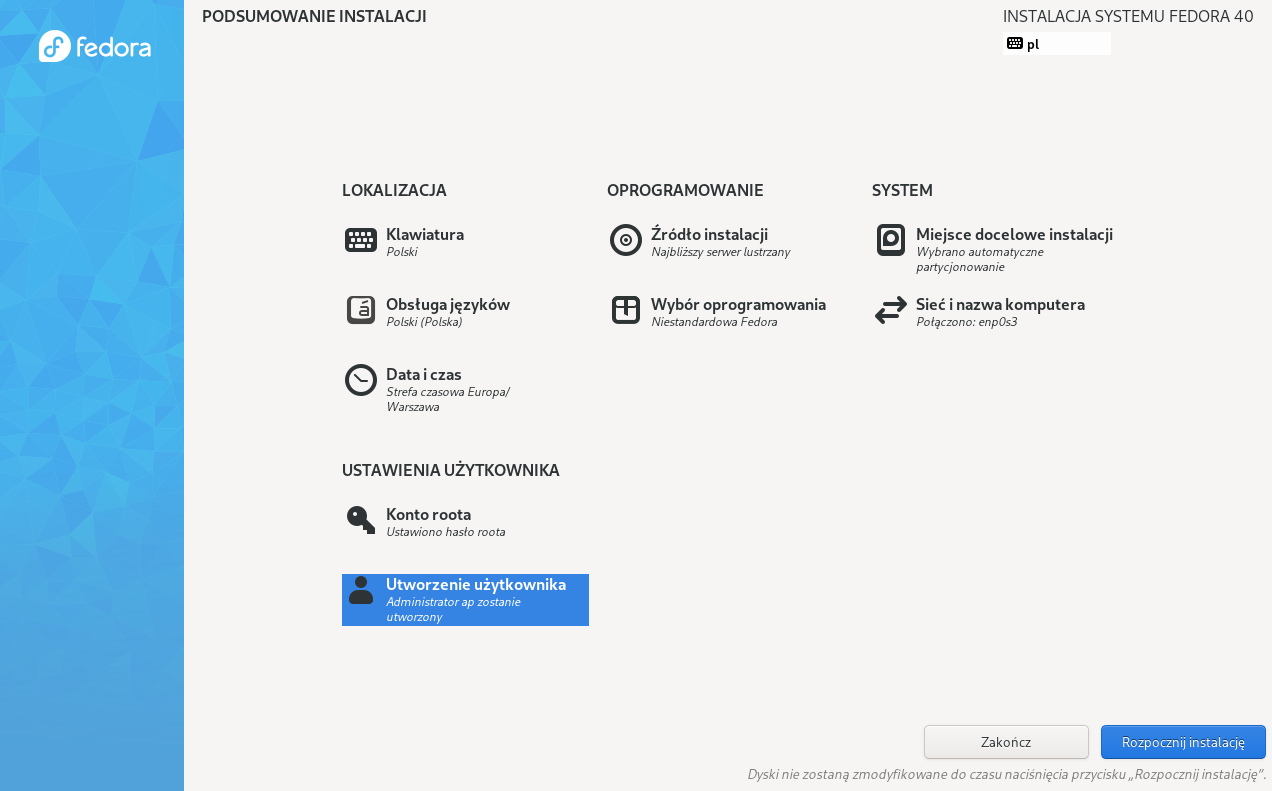 fedora
PODSUMOWANIE INSTALACJI
INSTALACJA SYSTEMU FEDORA 40
pl
LOKALIZACJA
Klawiatura
Polski
Obsługa języków
Polski (Polska)
Data i czas
Strefa czasowa Europa/
Warszawa
OPROGRAMOWANIE
Źródło instalacji
Najbliższy serwer lustrzany
Wybór oprogramowania
Niestandardowa Fedora
SYSTEM
Miejsce docelowe instalacji
Wybrano automatyczne
partycjonowanie
Sieć i nazwa komputera
Połączono: enp0s3
USTAWIENIA UŻYTKOWNIKA
Konto roota
Ustawiono hasło roota
Utworzenie użytkownika
Administrator ap zostanie
utworzony
Zakończ
Rozpocznij instalację
Dyski nie zostaną zmodyfikowane do czasu naciśnięcia przycisku „Rozpocznij instalację”.